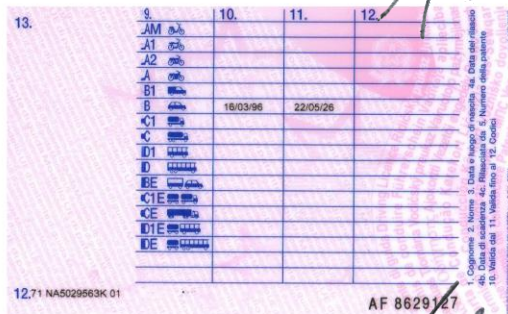 13. 9. 10. 11. 12.
AM
A1
A2
A
B1
B 16/03/96 22/05/26
C1
C
D1
D
BE
C1E
CE
D1E
DE
12.71 NA5029563K 01
AF 8629127
1. Cognome 2. Nome 3. Data e luogo di nascita 4a. Data del rilascio
4b. Data di scadenza 4c. Rilasciata da 5. Numero della patente
10. Valida dal 11. Valida fino al 12. Codici